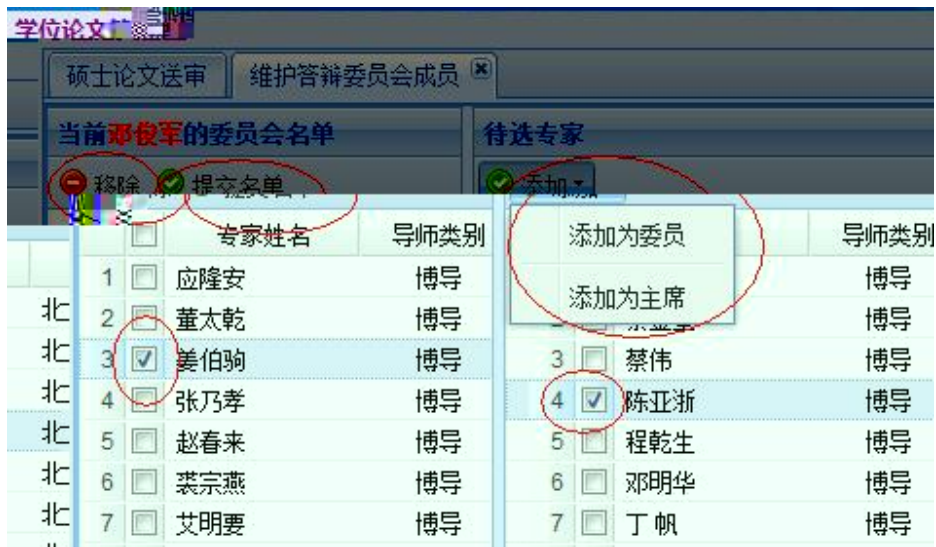 学位论文
硕士论文送审 维护答辩委员会成员
当前邓俊军的委员会名单 待选专家
移除 提交名单 添加
专家姓名 导师类别 添加为委员 导师类别
1 应隆安 博导 博导
添加为主席
北 2 董太乾 博导 博导
北 3 姜伯驹 博导 3 蔡伟 博导
北 4 张乃孝 博导 4 陈亚浙 博导
北 5 赵春来 博导 5 程乾生 博导
北 6 裘宗燕 博导 6 邓明华 博导
北 7 艾明要 博导 7 丁帆 博导